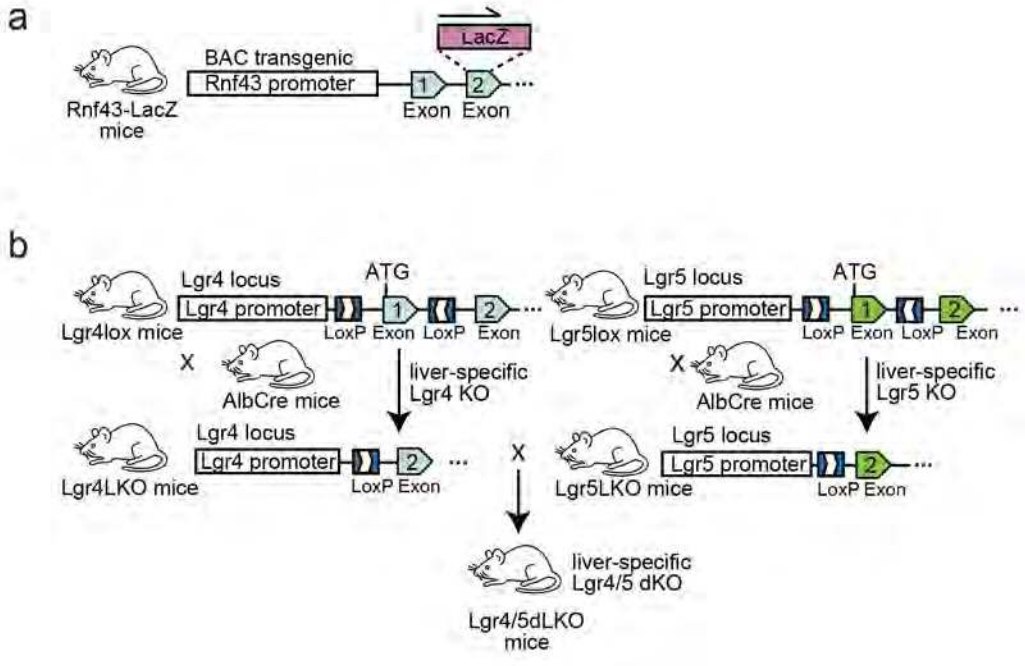 a
LacZ
BAC transgenic
Rnf43 promoter
1
2
...
Exon
Exon
Rnf43-LacZ
mice
b
Lgr4 locus
ATG
Lgr4 promoter
1
2
...
LoxP
Exon
LoxP
Exon
Lgr4lox mice
Lgr5 locus
ATG
Lgr5 promoter
1
2
...
LoxP
Exon
LoxP
Exon
Lgr5lox mice
X
AlbCre mice
liver-specific
Lgr4 KO
X
AlbCre mice
liver-specific
Lgr5 KO
Lgr4 locus
Lgr4 promoter
2
...
LoxP Exon
Lgr4LKO mice
X
Lgr5 locus
Lgr5 promoter
2
...
LoxP Exon
Lgr5LKO mice
liver-specific
Lgr4/5 dKO
Lgr4/5dLKO
mice